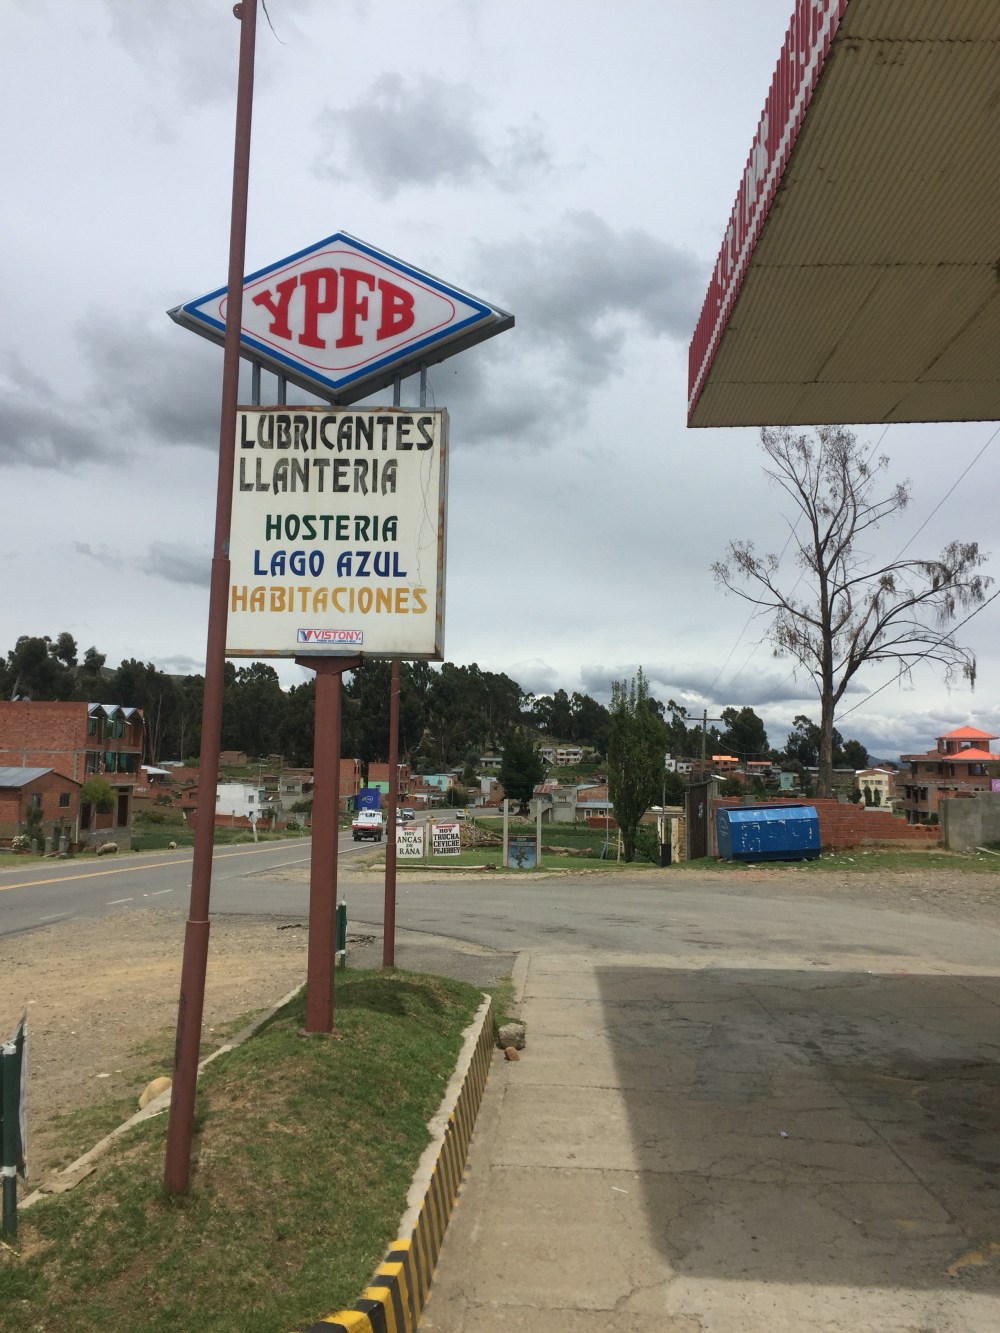 YPFB
LUBRICANTES
LLANTERIA
HOSTERIA
LAGO AZUL
HABITACIONES
VISTONY
HOY
ANCAS
DE
RANA
HOY
TRUCHA
CEVICHE
PEJERREY